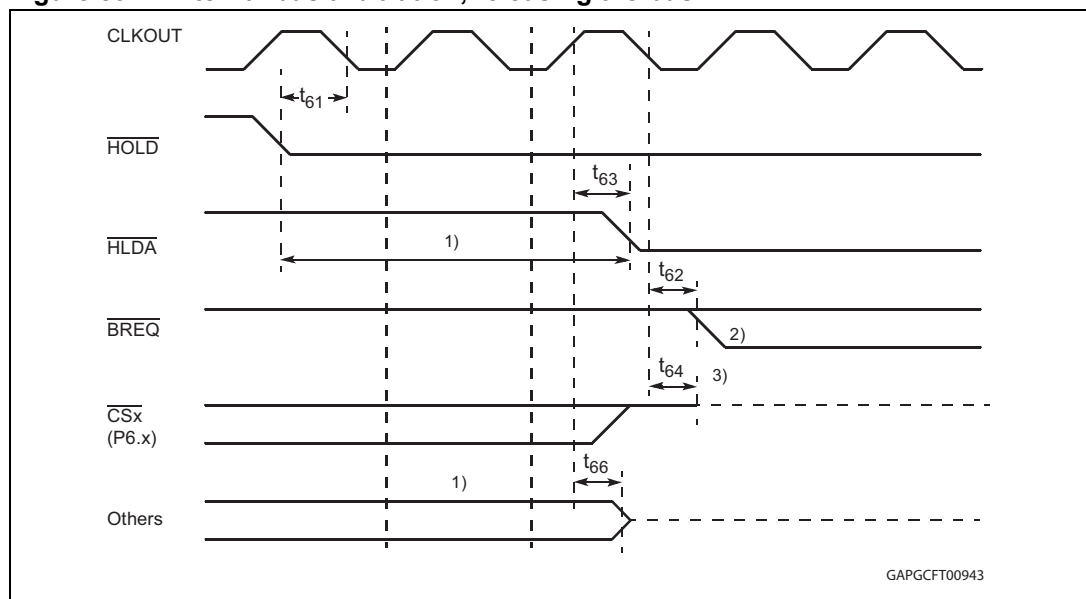 CLKOUT
t61
HOLD
t63
HLDA
1)
t62
BREQ
2)
t64
3)
CSx
(P6.x)
t66
1)
Others
GAPGCFT00943